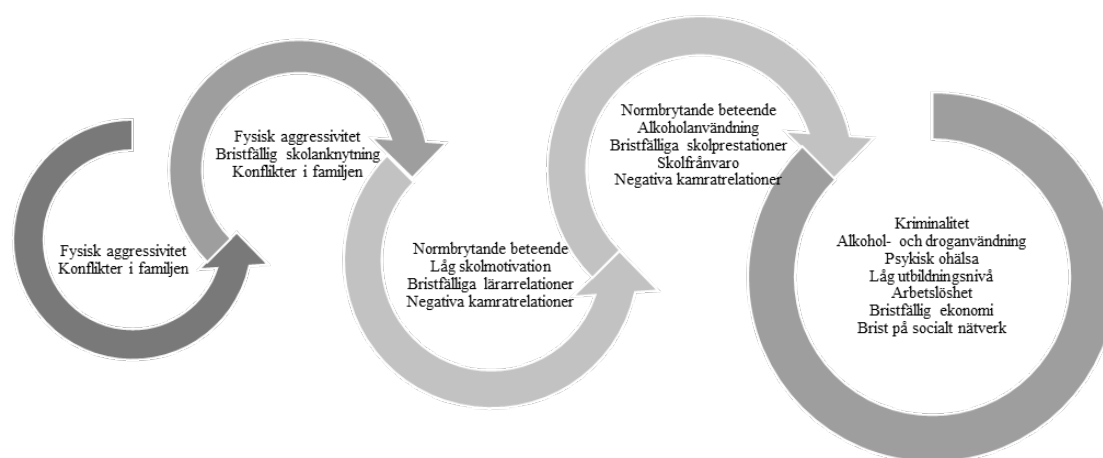 Fysisk aggressivitet
Konflikter i familjen
Fysisk aggressivitet
Bristfällig skolanknytning
Konflikter i familjen
Normbrytande beteende
Låg skolmotivation
Bristfälliga lärarrelationer
Negativa kamratrelationer
Normbrytande beteende
Alkoholanvändning
Bristfälliga skolprestationer
Skolfrånvaro
Negativa kamratrelationer
Kriminalitet
Alkohol- och droganvändning
Psykisk ohälsa
Låg utbildningsnivå
Arbetslöshet
Bristfällig ekonomi
Brist på socialt nätverk